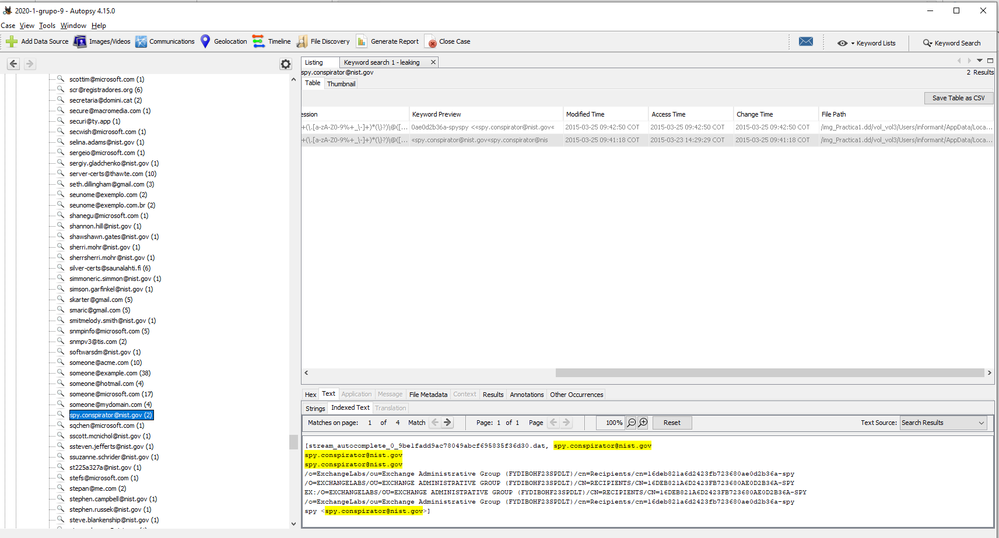 2020-1-grupo-9 - Autopsy 4.15.0
Case View Tools Window Help
Add Data Source Images/Videos Communications Geolocation Timeline File Discovery Generate Report Close Case Keyword Lists Keyword Search
scottim@microsoft.com (1)
scr@registradores.org (6)
secretaria@domini.cat (2)
secure@macromedia.com (1)
securi@ty.app (1)
secwish@microsoft.com (1)
selina.adams@nist.gov (1)
sergeio@microsoft.com (1)
sergiy.gladchenko@nist.gov (1)
server-certs@thawte.com (10)
seth.dillingham@gmail.com (3)
seunome@exemplo.com (2)
seunome@exemplo.com.br (2)
shanegu@microsoft.com (1)
shannon.hill@nist.gov (1)
shawshawn.gates@nist.gov (1)
sherri.mohr@nist.gov (1)
sherrsherri.mohr@nist.gov (1)
silver-certs@saunalahti.fi (6)
simmoneric.simmon@nist.gov (1)
simson.garfinkel@nist.gov (1)
skarter@gmail.com (5)
smaric@gmail.com (5)
smitmelody.smith@nist.gov (1)
snmpinfo@microsoft.com (5)
snmpv3@tis.com (2)
softwarsdm@nist.gov (1)
someone@acme.com (10)
someone@example.com (38)
someone@hotmail.com (4)
someone@microsoft.com (17)
someone@mydomain.com (4)
spy.conspirator@nist.gov (2)
sqchen@microsoft.com (1)
sscott.mcnichol@nist.gov (1)
ssteven.jefferts@nist.gov (1)
ssuzanne.schrider@nist.gov (1)
st225a327a@nist.gov (1)
stefs@microsoft.com (1)
stepan@me.com (2)
stephen.campbell@nist.gov (1)
stephen.russek@nist.gov (1)
steve.blankenship@nist.gov (1)
Listing Keyword search 1 - leaking
spy.conspirator@nist.gov
2 Results
Table Thumbnail
Save Table as CSV
ession Keyword Preview Modified Time Access Time Change Time File Path
+(\.[a-zA-Z0-9%+_\-]+)*(\}?)\@([... 0ae0d2b36a-spyspy <«spy.conspirator@nist.gov« 2015-03-25 09:42:50 COT 2015-03-25 09:42:50 COT 2015-03-25 09:42:50 COT /img_Practica1.dd/vol_vol3/Users/informant/AppData/Loca...
+(\.[a-zA-Z0-9%+_\-]+)*(\}?)\@([... «spy.conspirator@nist.gov«spy.conspirator@nis 2015-03-25 09:41:18 COT 2015-03-23 14:29:29 COT 2015-03-25 09:41:18 COT /img_Practica1.dd/vol_vol3/Users/informant/AppData/Loca...
Hex Text Application Message File Metadata Context Results Annotations Other Occurrences
Strings Indexed Text Translation
Matches on page: 1 of 4 Match Page: 1 of 1 Page 100% Reset Text Source: Search Results
[stream_autocomplete_0_9be1fadd9ac78049abcf695835f36d30.dat, spy.conspirator@nist.gov
spy.conspirator@nist.gov
spy.conspirator@nist.gov
/o=ExchangeLabs/ou=Exchange Administrative Group (FYDIBOHF23SPDLT)/cn=Recipients/cn=16deb821a6d2423fb723680ae0d2b36a-spy
/O=EXCHANGELABS/OU=EXCHANGE ADMINISTRATIVE GROUP (FYDIBOHF23SPDLT)/CN=RECIPIENTS/CN=16DEB821A6D2423FB723680AE0D2B36A-SPY
EX:/O=EXCHANGELABS/OU=EXCHANGE ADMINISTRATIVE GROUP (FYDIBOHF23SPDLT)/CN=RECIPIENTS/CN=16DEB821A6D2423FB723680AE0D2B36A-SPY
/o=ExchangeLabs/ou=Exchange Administrative Group (FYDIBOHF23SPDLT)/cn=Recipients/cn=16deb821a6d2423fb723680ae0d2b36a-spy
spy <spy.conspirator@nist.gov>]